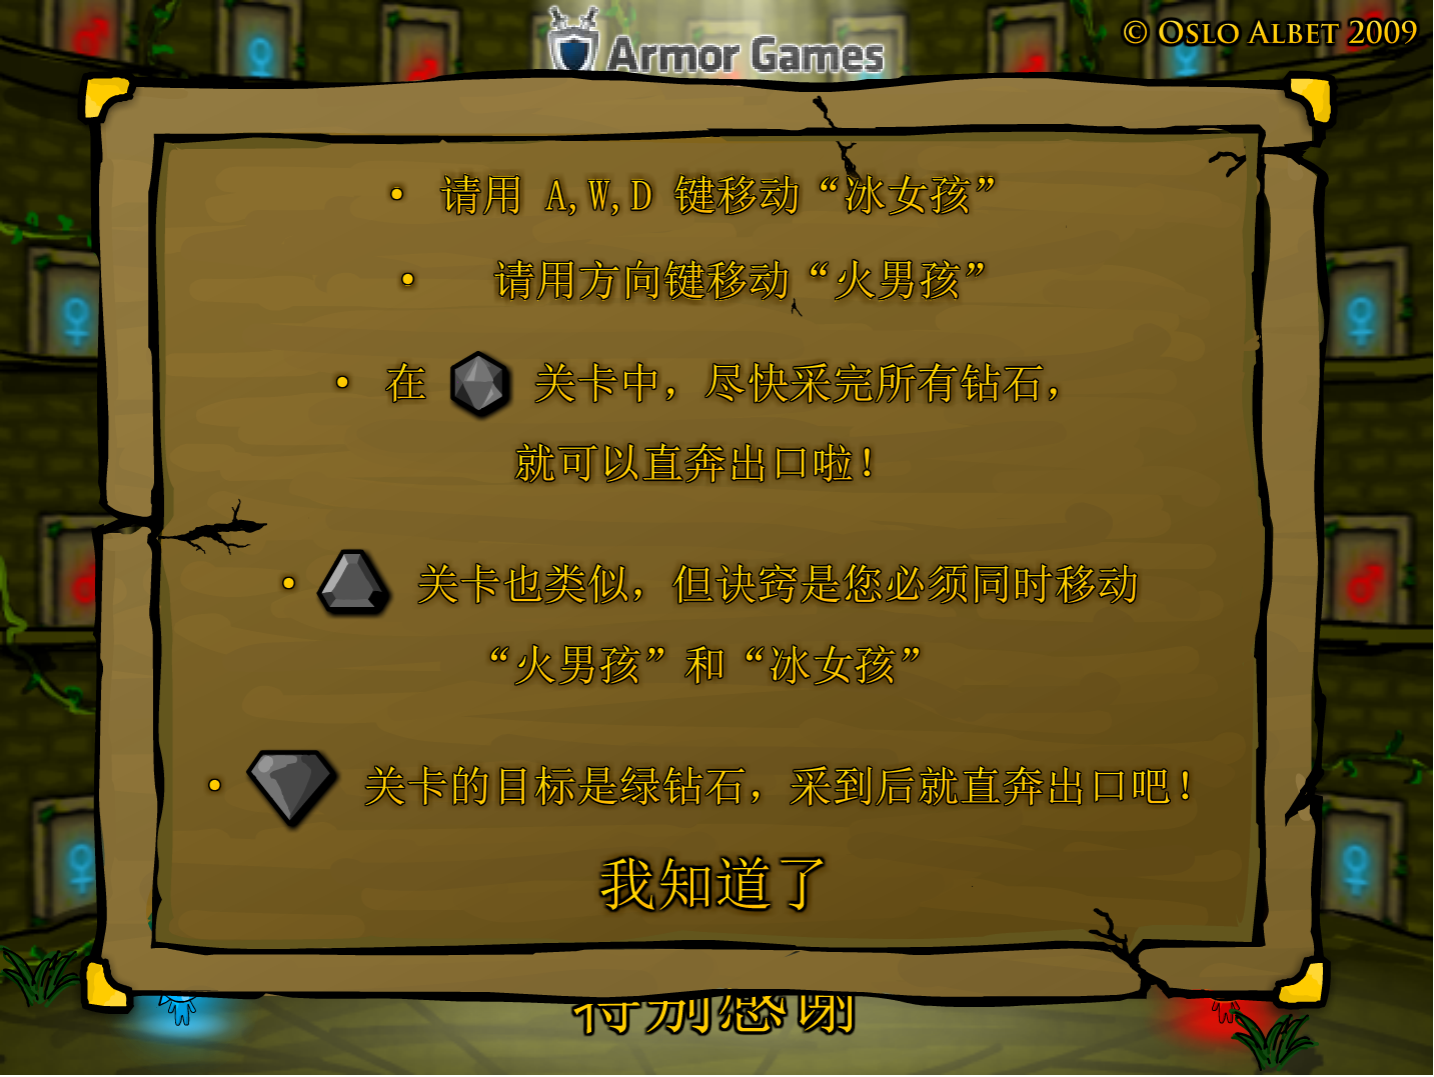 Armor Games
© OSLO ALBET 2009
• 请用 A,W,D 键移动“冰女孩”
• 请用方向键移动“火男孩”
• 在 关卡中，尽快采完所有钻石，
就可以直奔出口啦！
• 关卡也类似，但诀窍是您必须同时移动
“火男孩”和“冰女孩”
• 关卡的目标是绿钻石，采到后就直奔出口吧！
我知道了
特别感谢